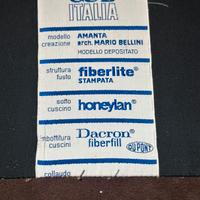 ITALIA
modello AMANTA
creazione arch. MARIO BELLINI
MODELLO DEPOSITATO
struttura fiberlite®
fusto STAMPATA
soffio
cuscino honeylan®
imbottitura Dacron®
cuscini fiberfill DU PONT
collaudo